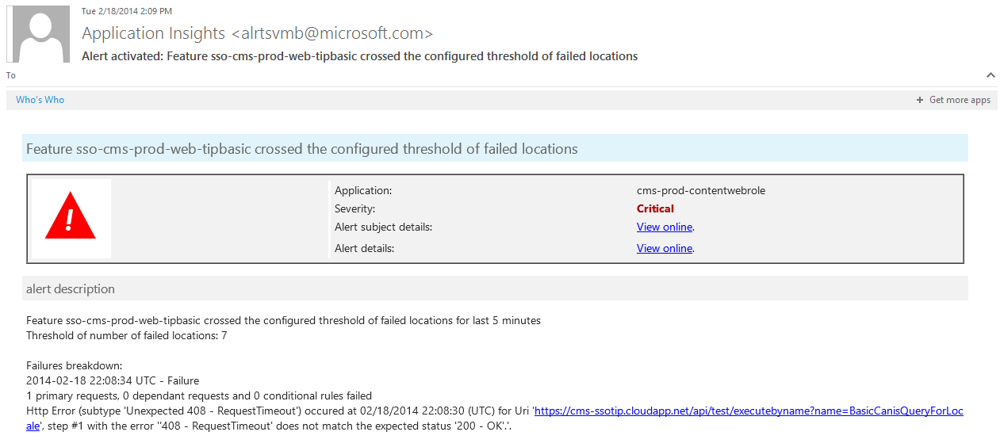 Tue 2/18/2014 2:09 PM
Application Insights <alrtsvmb@microsoft.com>
Alert activated: Feature sso-cms-prod-web-tipbasic crossed the configured threshold of failed locations
To
Who's Who
+ Get more apps
Feature sso-cms-prod-web-tipbasic crossed the configured threshold of failed locations
!
Application: cms-prod-contentwebrole
Severity: Critical
Alert subject details: View online.
Alert details: View online.
alert description
Feature sso-cms-prod-web-tipbasic crossed the configured threshold of failed locations for last 5 minutes
Threshold of number of failed locations: 7
Failures breakdown:
2014-02-18 22:08:34 UTC - Failure
1 primary requests, 0 dependant requests and 0 conditional rules failed
Http Error (subtype 'Unexpected 408 - RequestTimeout') occured at 02/18/2014 22:08:30 (UTC) for Uri 'https://cms-ssotip.cloudapp.net/api/test/executebyname?name=BasicCanisQueryForLoc
ale', step #1 with the error ''408 - RequestTimeout' does not match the expected status '200 - OK'.'.